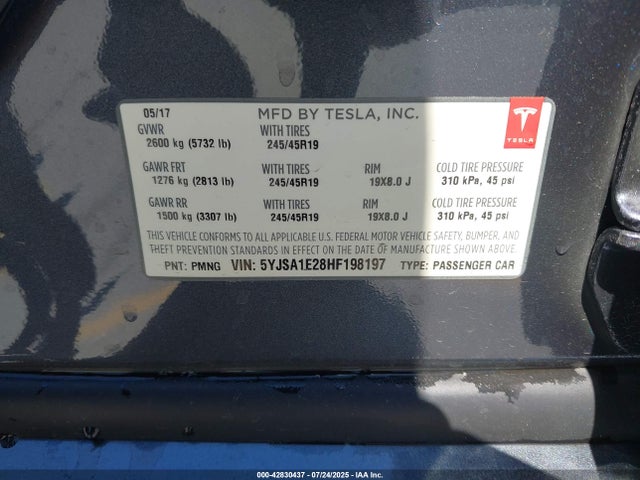 05/17 MFD BY TESLA, INC.
GVWR WITH TIRES
2600 kg (5732 lb) 245/45R19
TESLA
GAWR FRT WITH TIRES RIM COLD TIRE PRESSURE
1276 kg (2813 lb) 245/45R19 19X8.0 J 310 kPa, 45 psi
GAWR RR WITH TIRES RIM COLD TIRE PRESSURE
1500 kg (3307 lb) 245/45R19 19X8.0 J 310 kPa, 45 psi
THIS VEHICLE CONFORMS TO ALL APPLICABLE U.S. FEDERAL MOTOR VEHICLE SAFETY, BUMPER, AND
THEFT PREVENTION STANDARDS IN EFFECT ON THE DATE OF MANUFACTURE SHOWN ABOVE.
PNT: PMNG VIN: 5YJSA1E28HF198197 TYPE: PASSENGER CAR
000-42830437 - 07/24/2025 - IAAI, INC.